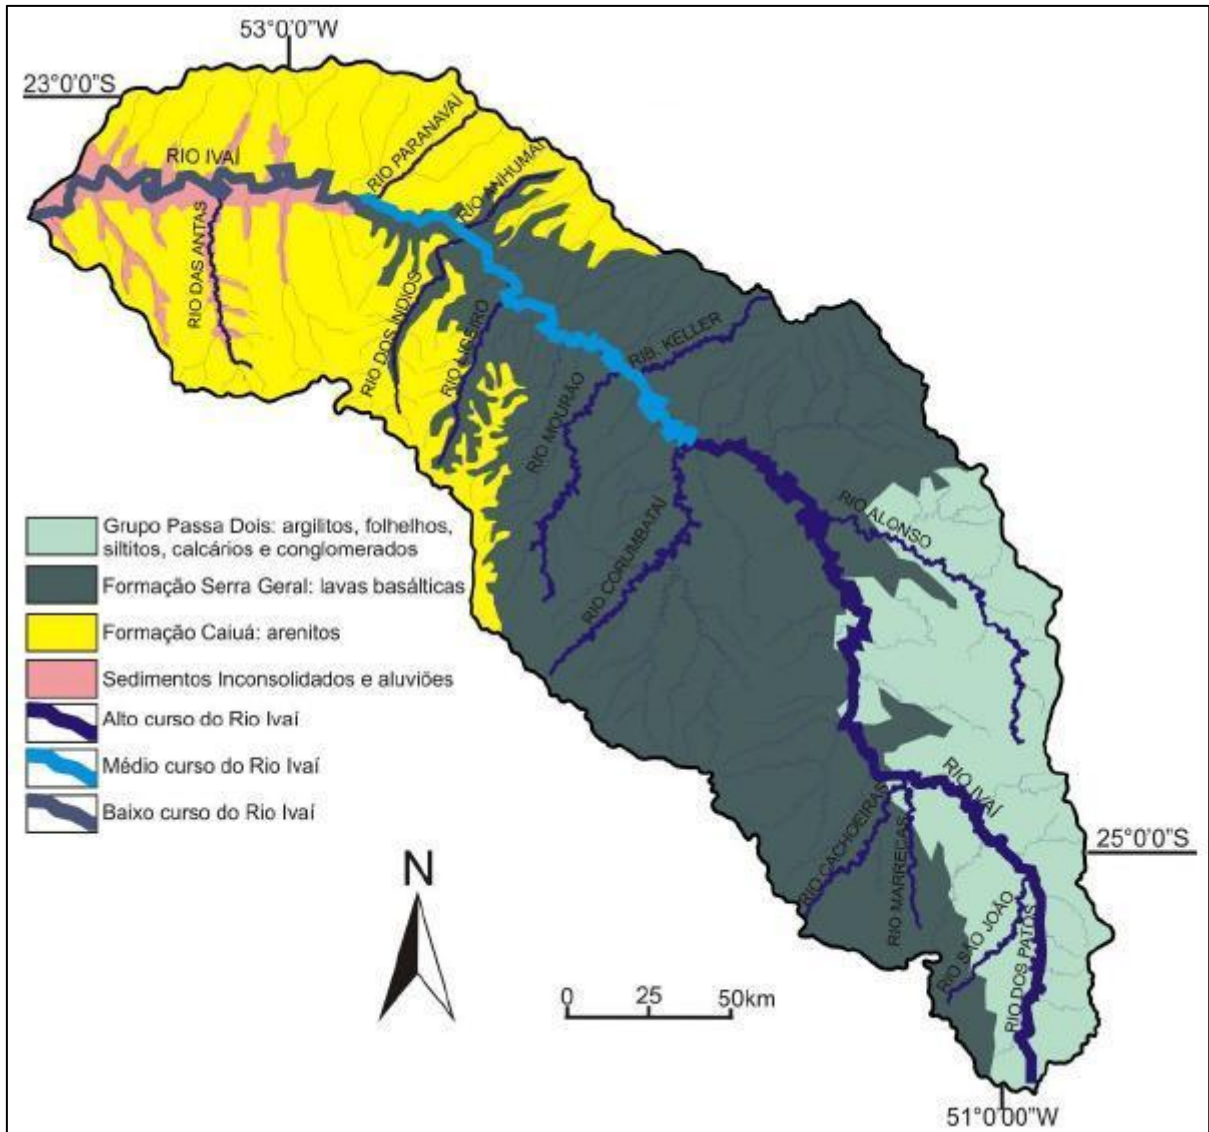 53°0'0"W
23°0'0"S
RIO IVAÍ
RIO PARANAVAÍ
RIO ANHUMAI
RIO DAS ANTAS
RIO DOS ÍNDIOS
RIO LIGEIRO
RIB. KELLER
RIO MOURÃO
RIO CORUMBATAÍ
RIO ALONSO
Grupo Passa Dois: argilitos, folhelhos,
siltitos, calcários e conglomerados
Formação Serra Geral: lavas basálticas
Formação Caiuá: arenitos
Sedimentos Inconsolidados e aluviões
Alto curso do Rio Ivaí
Médio curso do Rio Ivaí
Baixo curso do Rio Ivaí
RIO IVAÍ
RIO CACHOEIRAS
RIO MARRECAS
25°0'0"S
RIO SÃO JOÃO
RIO DOS PATOS
N
0 25 50km
51°0'00"W